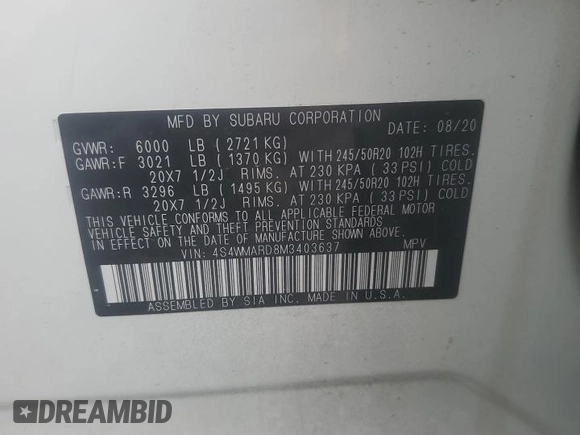 MFD BY SUBARU CORPORATION
DATE: 08/20
GVWR: 6000 LB ( 2721 KG)
GAWR:F 3021 LB ( 1370 KG) WITH 245/50R20 102H TIRES.
20X7 1/2J RIMS. AT 230 KPA ( 33 PSI) COLD
GAWR:R 3296 LB ( 1495 KG) WITH 245/50R20 102H TIRES.
20X7 1/2J RIMS. AT 230 KPA ( 33 PSI) COLD
THIS VEHICLE CONFORMS TO ALL APPLICABLE FEDERAL MOTOR
VEHICLE SAFETY AND THEFT PREVENTION STANDARDS
IN EFFECT ON THE DATE OF MANUFACTURE SHOWN ABOVE.
VIN: 4S4WMARD8M3403637 MPV
ASSEMBLED BY SIA INC. MADE IN U.S.A.
DREAMBID